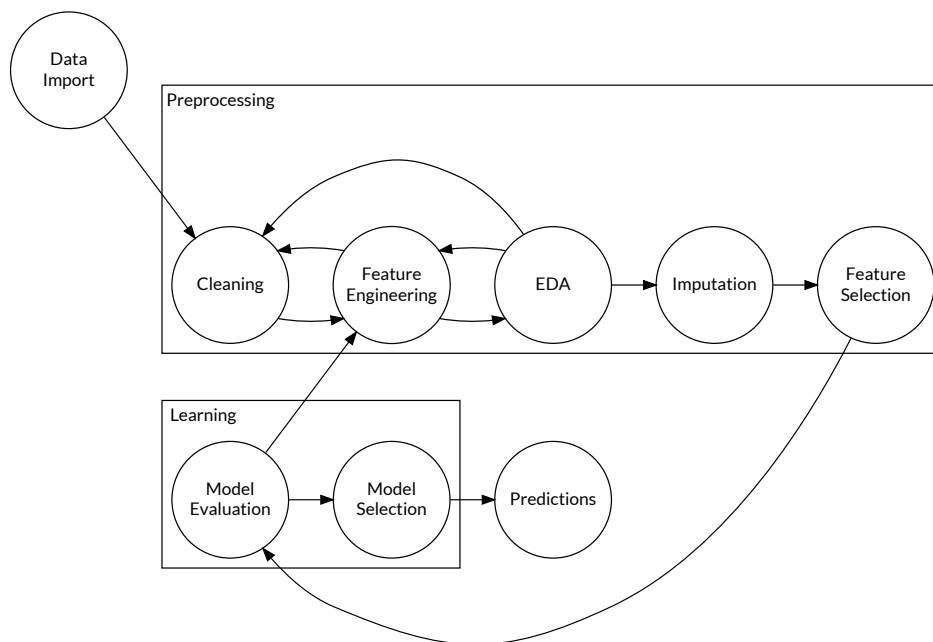 Data
Import
Preprocessing
Cleaning
Feature
Engineering
EDA
Imputation
Feature
Selection
Learning
Model
Evaluation
Model
Selection
Predictions